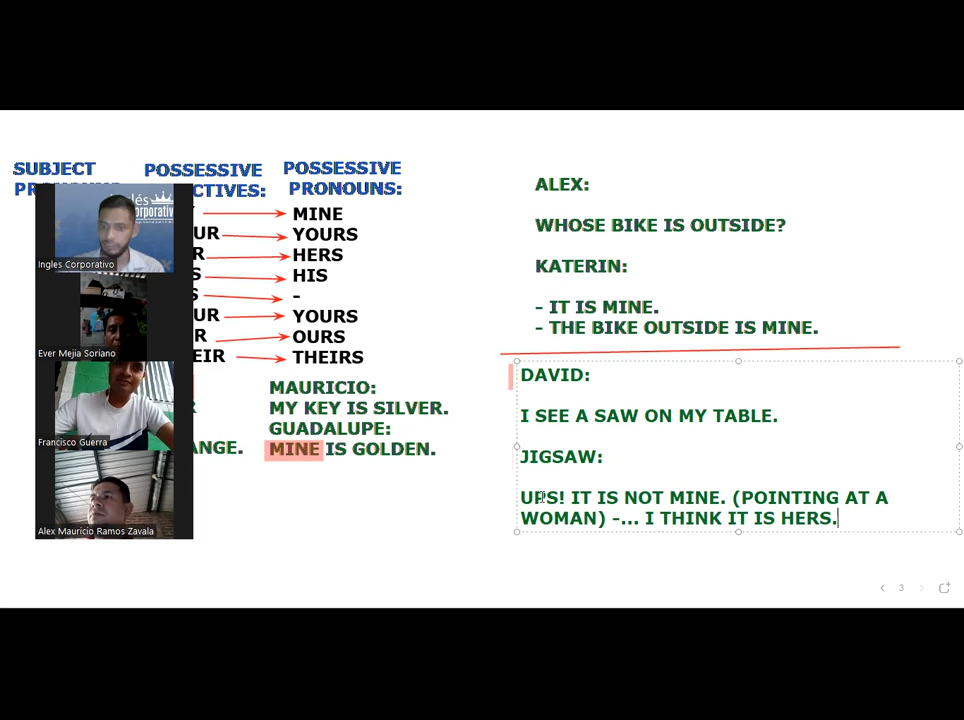 SUBJECT
POSSESSIVE
ADJECTIVES:
POSSESSIVE
PRONOUNS:
MINE
YOURS
HERS
HIS
-
YOURS
OURS
THEIRS
MAURICIO:
MY KEY IS SILVER.
GUADALUPE:
MINE IS GOLDEN.
ALEX:
WHOSE BIKE IS OUTSIDE?
KATERIN:
- IT IS MINE.
- THE BIKE OUTSIDE IS MINE.
DAVID:
I SEE A SAW ON MY TABLE.
JIGSAW:
UPS! IT IS NOT MINE. (POINTING AT A
WOMAN) -... I THINK IT IS HERS.
Ingles Corporativo
Ever Mejia Soriano
Francisco Guerra
Alex Mauricio Ramos Zavala
3